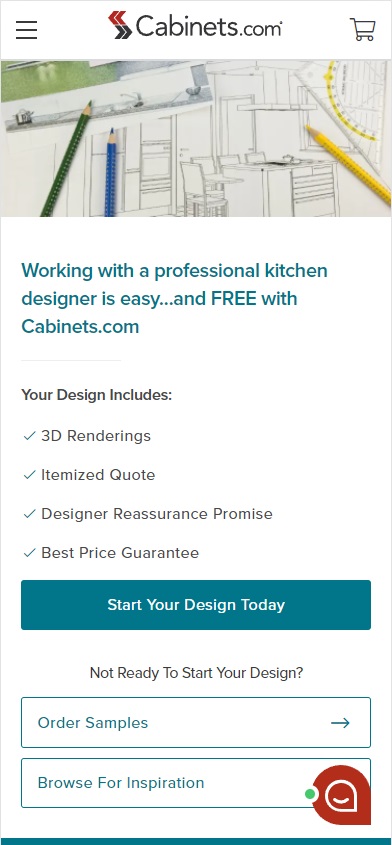 Cabinets.com
Working with a professional kitchen
designer is easy...and FREE with
Cabinets.com
Your Design Includes:
3D Renderings
Itemized Quote
Designer Reassurance Promise
Best Price Guarantee
Start Your Design Today
Not Ready To Start Your Design?
Order Samples
Browse For Inspiration